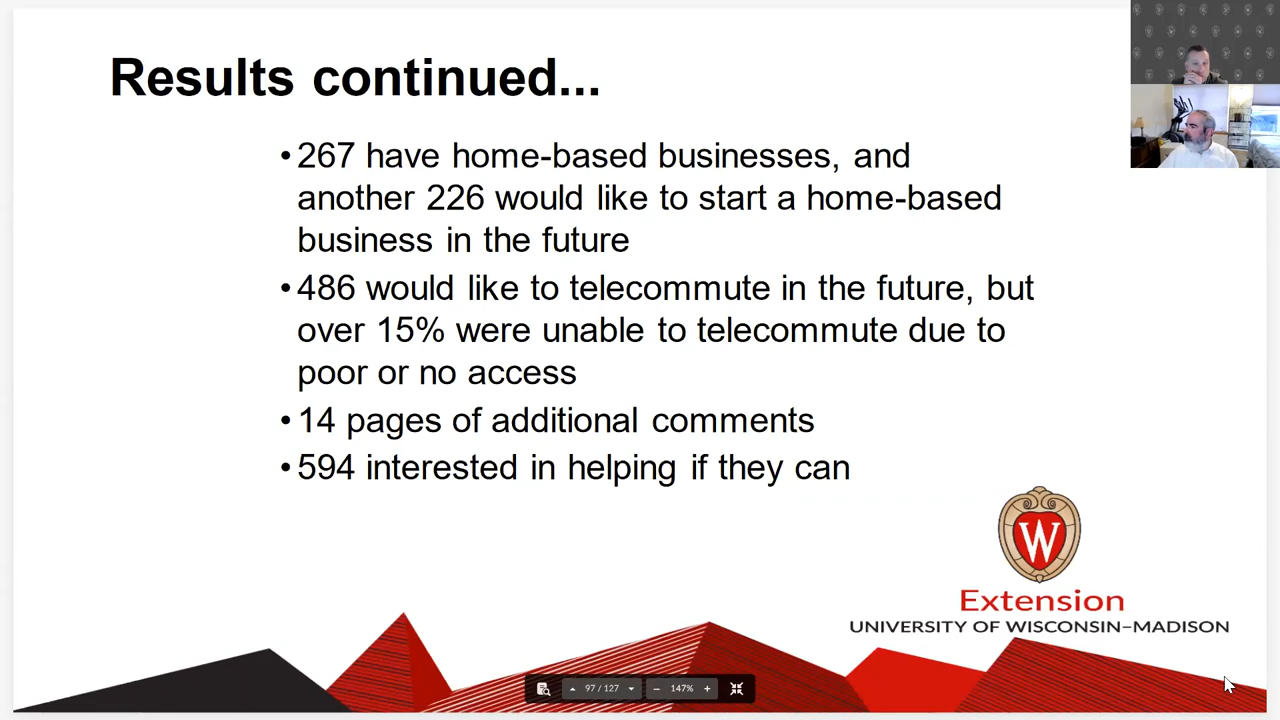 Results continued...
•267 have home-based businesses, and
another 226 would like to start a home-based
business in the future
•486 would like to telecommute in the future, but
over 15% were unable to telecommute due to
poor or no access
•14 pages of additional comments
•594 interested in helping if they can
W
Extension
UNIVERSITY OF WISCONSIN–MADISON
97 / 127
147%